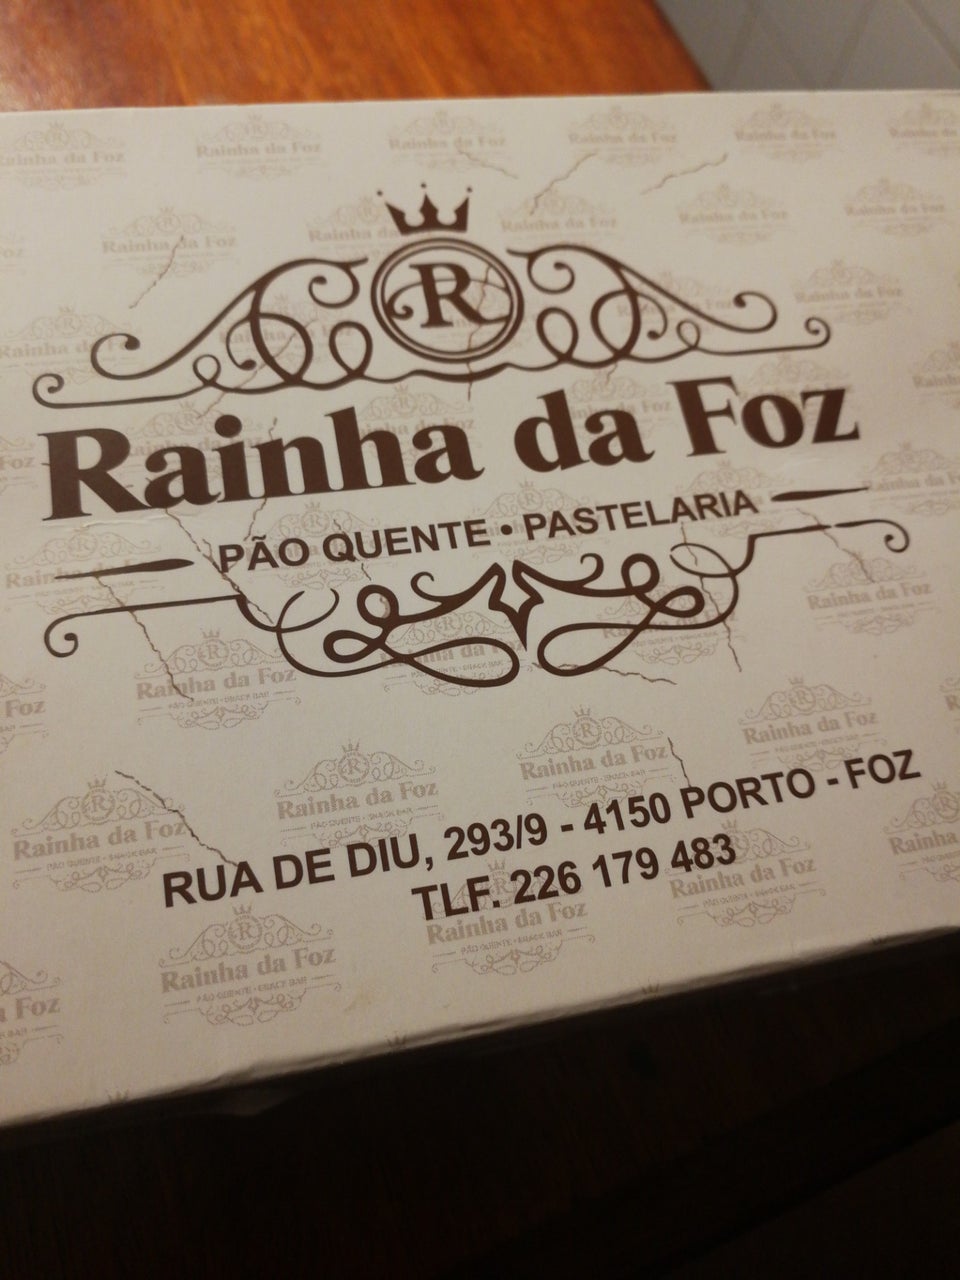 R
Rainha da Foz
PÃO QUENTE • PASTELARIA
RUA DE DIU, 293/9 - 4150 PORTO - FOZ
TLF. 226 179 483